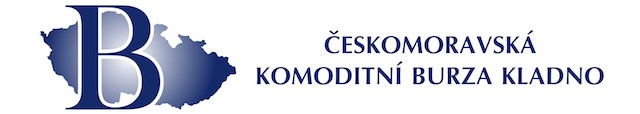 B
ČESKOMORAVSKÁ
KOMODITNÍ BURZA KLADNO